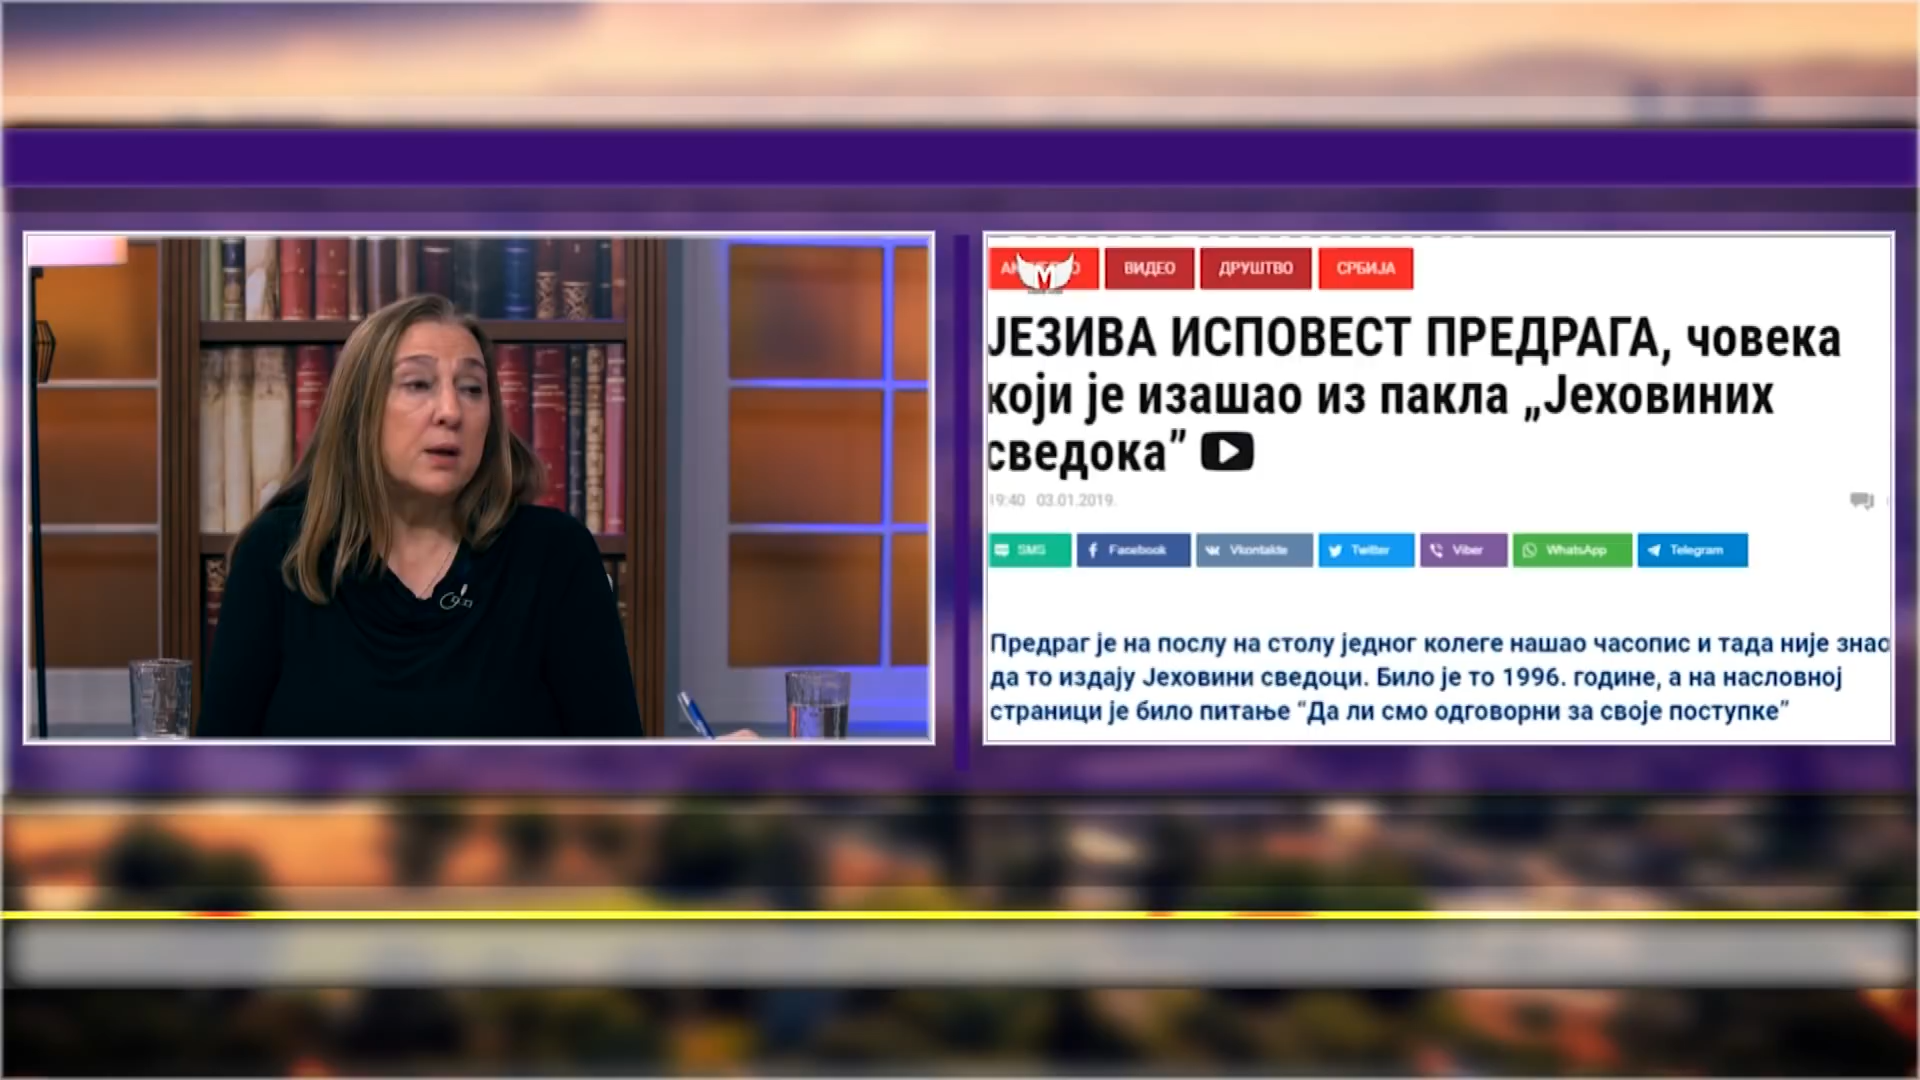 ВИДЕО
ДРУШТВО
СРБИЈА
ЈЕЗИВА ИСПОВЕСТ ПРЕДРАГА, човека
који је изашао из пакла „Јеховиних
сведока”
19:40 03.01.2019.
SMS
Facebook
Vkontakte
Twitter
Viber
WhatsApp
Telegram
Предраг је на послу на столу једног колеге нашао часопис и тада није знао
да то издају Јеховини сведоци. Било је то 1996. године, а на насловној
страници је било питање “Да ли смо одговорни за своје поступке”